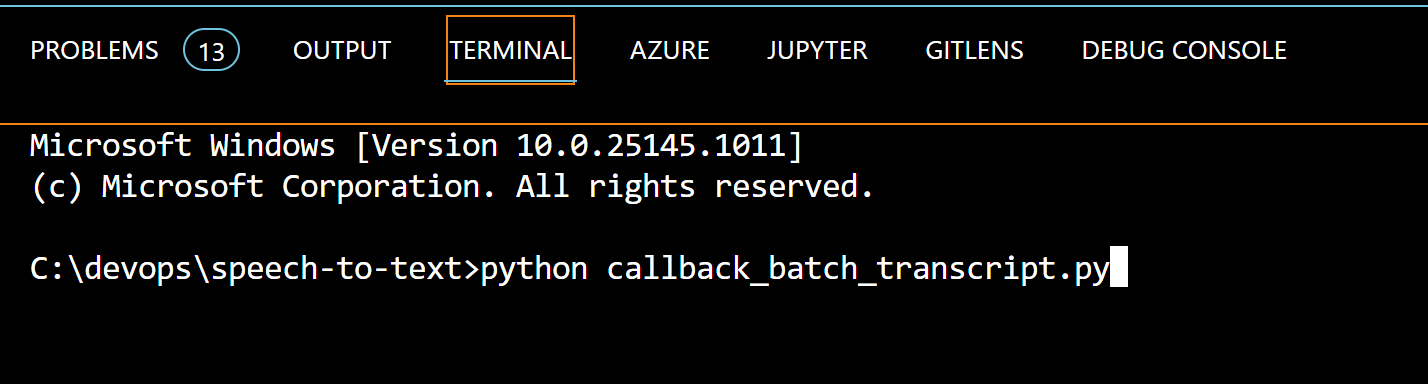 PROBLEMS 13 OUTPUT TERMINAL AZURE JUPYTER GITLENS DEBUG CONSOLE
Microsoft Windows [Version 10.0.25145.1011]
(c) Microsoft Corporation. All rights reserved.
C:\devops\speech-to-text>python callback_batch_transcript.py